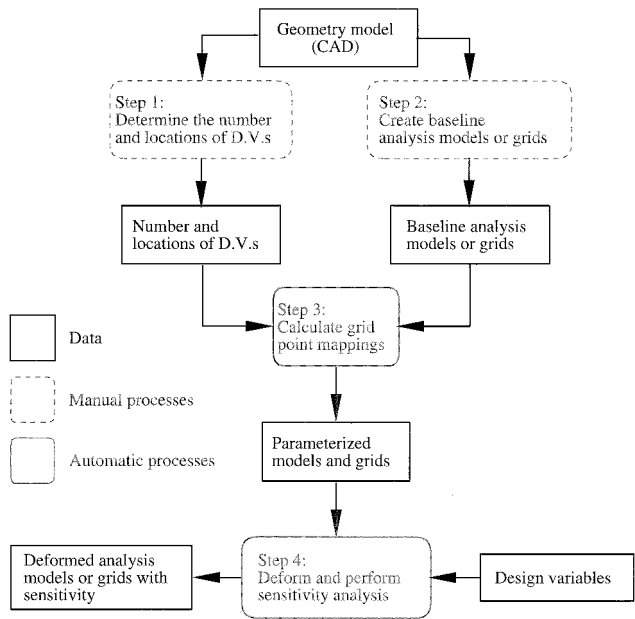 Geometry model
(CAD)
Step 1:
Determine the number
and locations of D.V.s
Step 2:
Create baseline
analysis models or grids
Number and
locations of D.V.s
Baseline analysis
models or grids
Step 3:
Calculate grid
point mappings
Data
Manual processes
Automatic processes
Parameterized
models and grids
Step 4:
Deform and perform
sensitivity analysis
Deformed analysis
models or grids with
sensitivity
Design variables